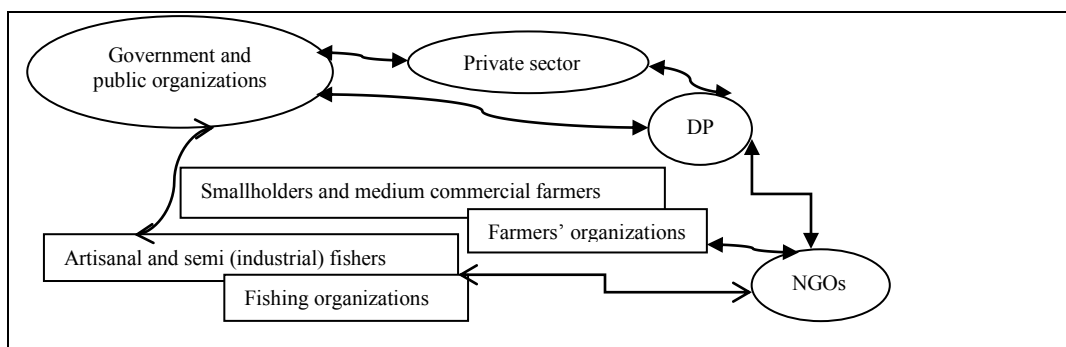 Government and
public organizations
Private sector
DP
Smallholders and medium commercial farmers
Farmers’ organizations
Artisanal and semi (industrial) fishers
Fishing organizations
NGOs